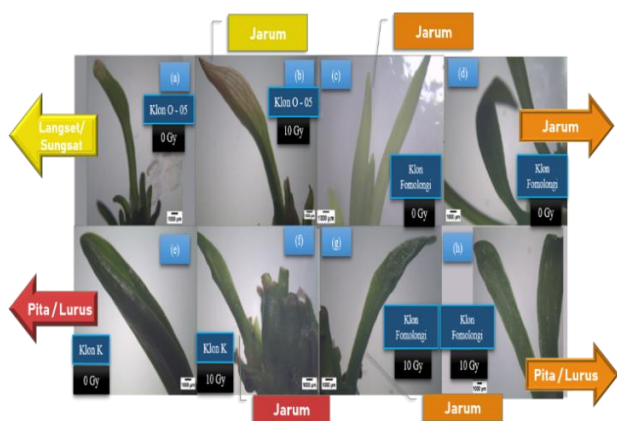 Jarum
Jarum
(a)
(b)
(c)
(d)
Klon O - 05
0 Gy
Klon O - 05
10 Gy
Klon
Fomolongi
0 Gy
Klon
Fomolongi
0 Gy
Langset/
Sungsat
Jarum
1000 µm
(e)
(f)
(g)
(h)
Pita / Lurus
Klon K
0 Gy
Klon K
10 Gy
Klon
Fomolongi
10 Gy
Klon
Fomolongi
10 Gy
Pita / Lurus
Jarum
Jarum